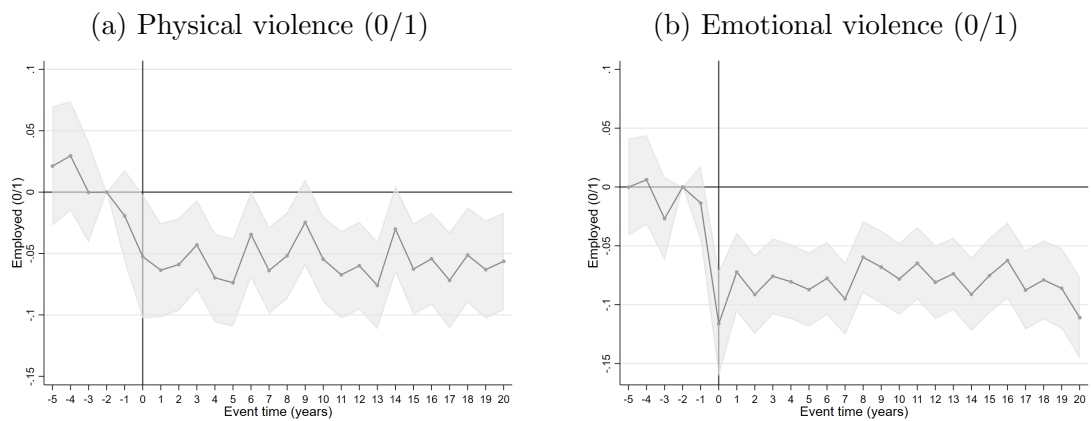 (a) Physical violence (0/1)
Employed (0/1)
.1
.05
0
-.05
-.1
-.15
-5 -4 -3 -2 -1 0 1 2 3 4 5 6 7 8 9 10 11 12 13 14 15 16 17 18 19 20
Event time (years)
(b) Emotional violence (0/1)
Employed (0/1)
.1
.05
0
-.05
-.1
-.15
-5 -4 -3 -2 -1 0 1 2 3 4 5 6 7 8 9 10 11 12 13 14 15 16 17 18 19 20
Event time (years)